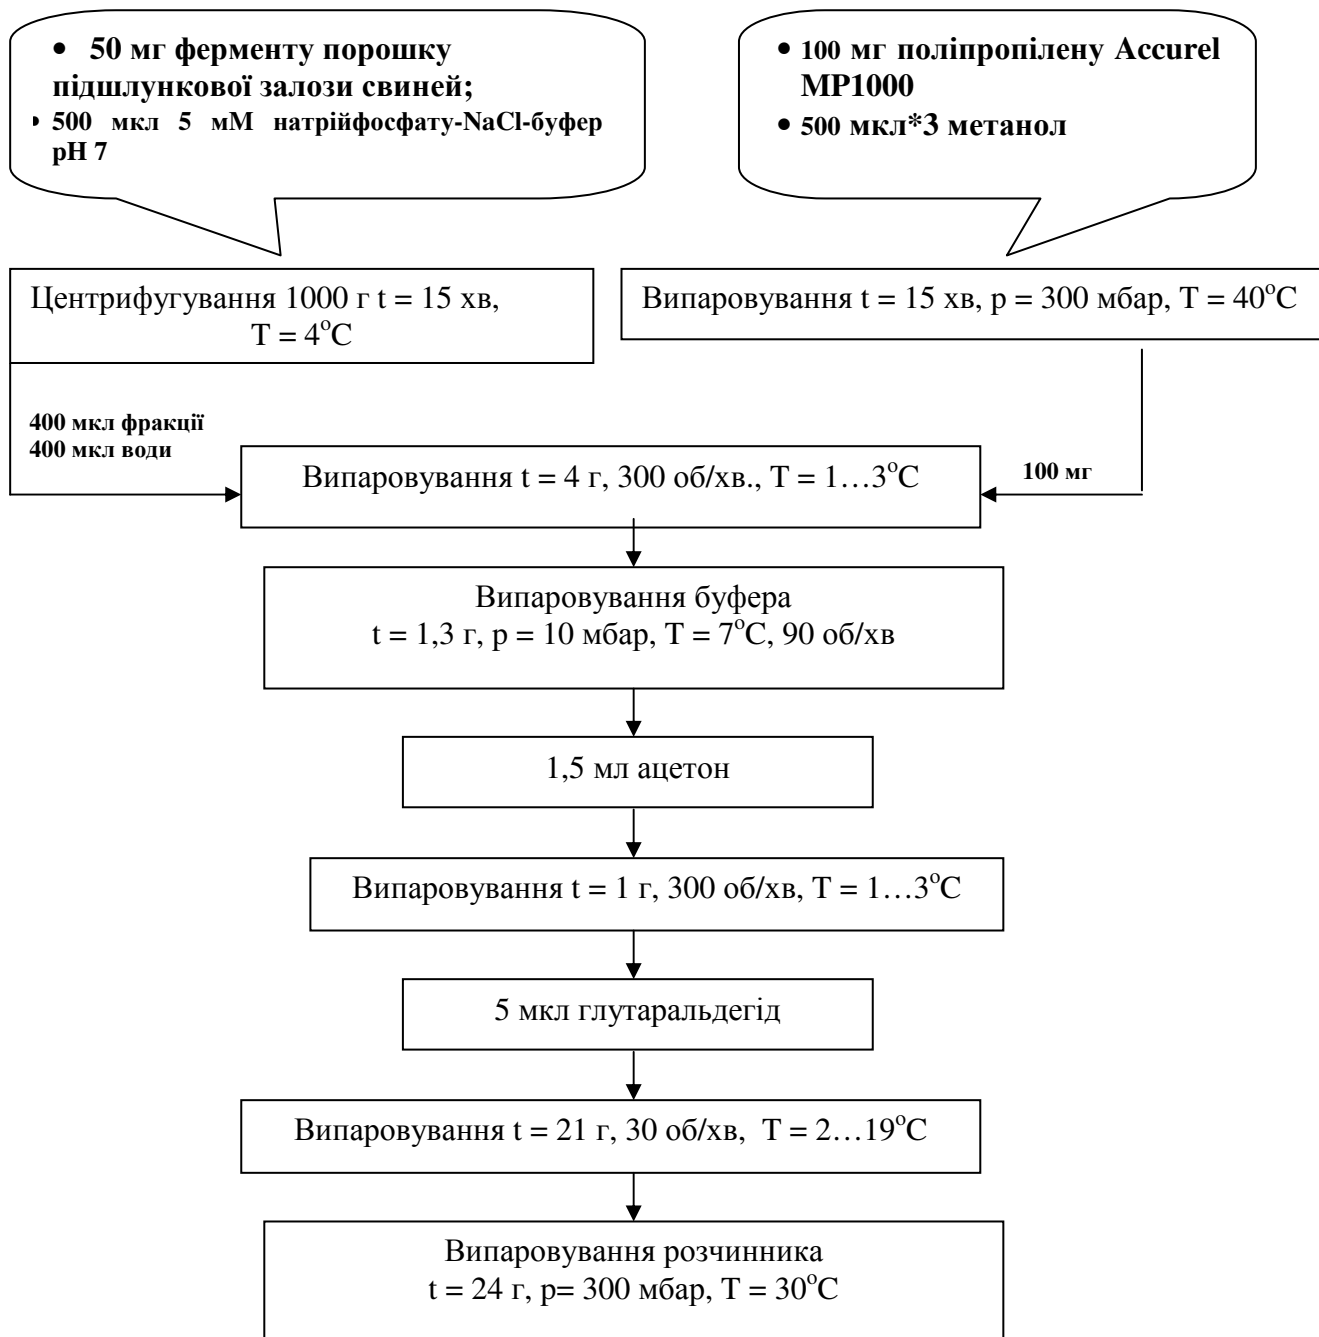 • 50 мг ферменту порошку
підшлункової залози свиней;
• 500 мкл 5 мМ натрійфосфату-NaCl-буфер
рН 7
• 100 мг поліпропілену Accurel
MP1000
• 500 мкл*3 метанол
Центрифугування 1000 г t = 15 хв,
T = 4°C
Випаровування t = 15 хв, p = 300 мбар, T = 40°C
400 мкл фракції
400 мкл води
Випаровування t = 4 г, 300 об/хв., T = 1…3°C
100 мг
Випаровування буфера
t = 1,3 г, p = 10 мбар, T = 7°C, 90 об/хв
1,5 мл ацетон
Випаровування t = 1 г, 300 об/хв, T = 1…3°C
5 мкл глутаральдегід
Випаровування t = 21 г, 30 об/хв, T = 2…19°C
Випаровування розчинника
t = 24 г, p= 300 мбар, T = 30°C